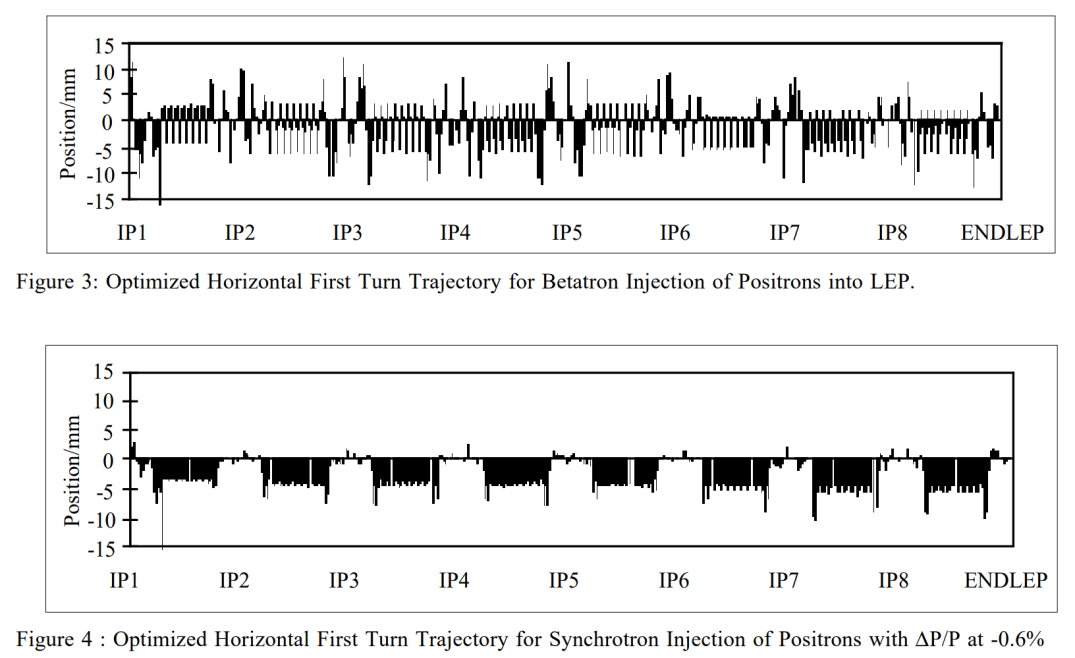 15
10
5
0
-5
-10
-15
Position/mm
IP1 IP2 IP3 IP4 IP5 IP6 IP7 IP8 ENDLEP
Figure 3: Optimized Horizontal First Turn Trajectory for Betatron Injection of Positrons into LEP.
15
10
5
0
-5
-10
-15
Position/mm
IP1 IP2 IP3 IP4 IP5 IP6 IP7 IP8 ENDLEP
Figure 4 : Optimized Horizontal First Turn Trajectory for Synchrotron Injection of Positrons with ΔP/P at -0.6%